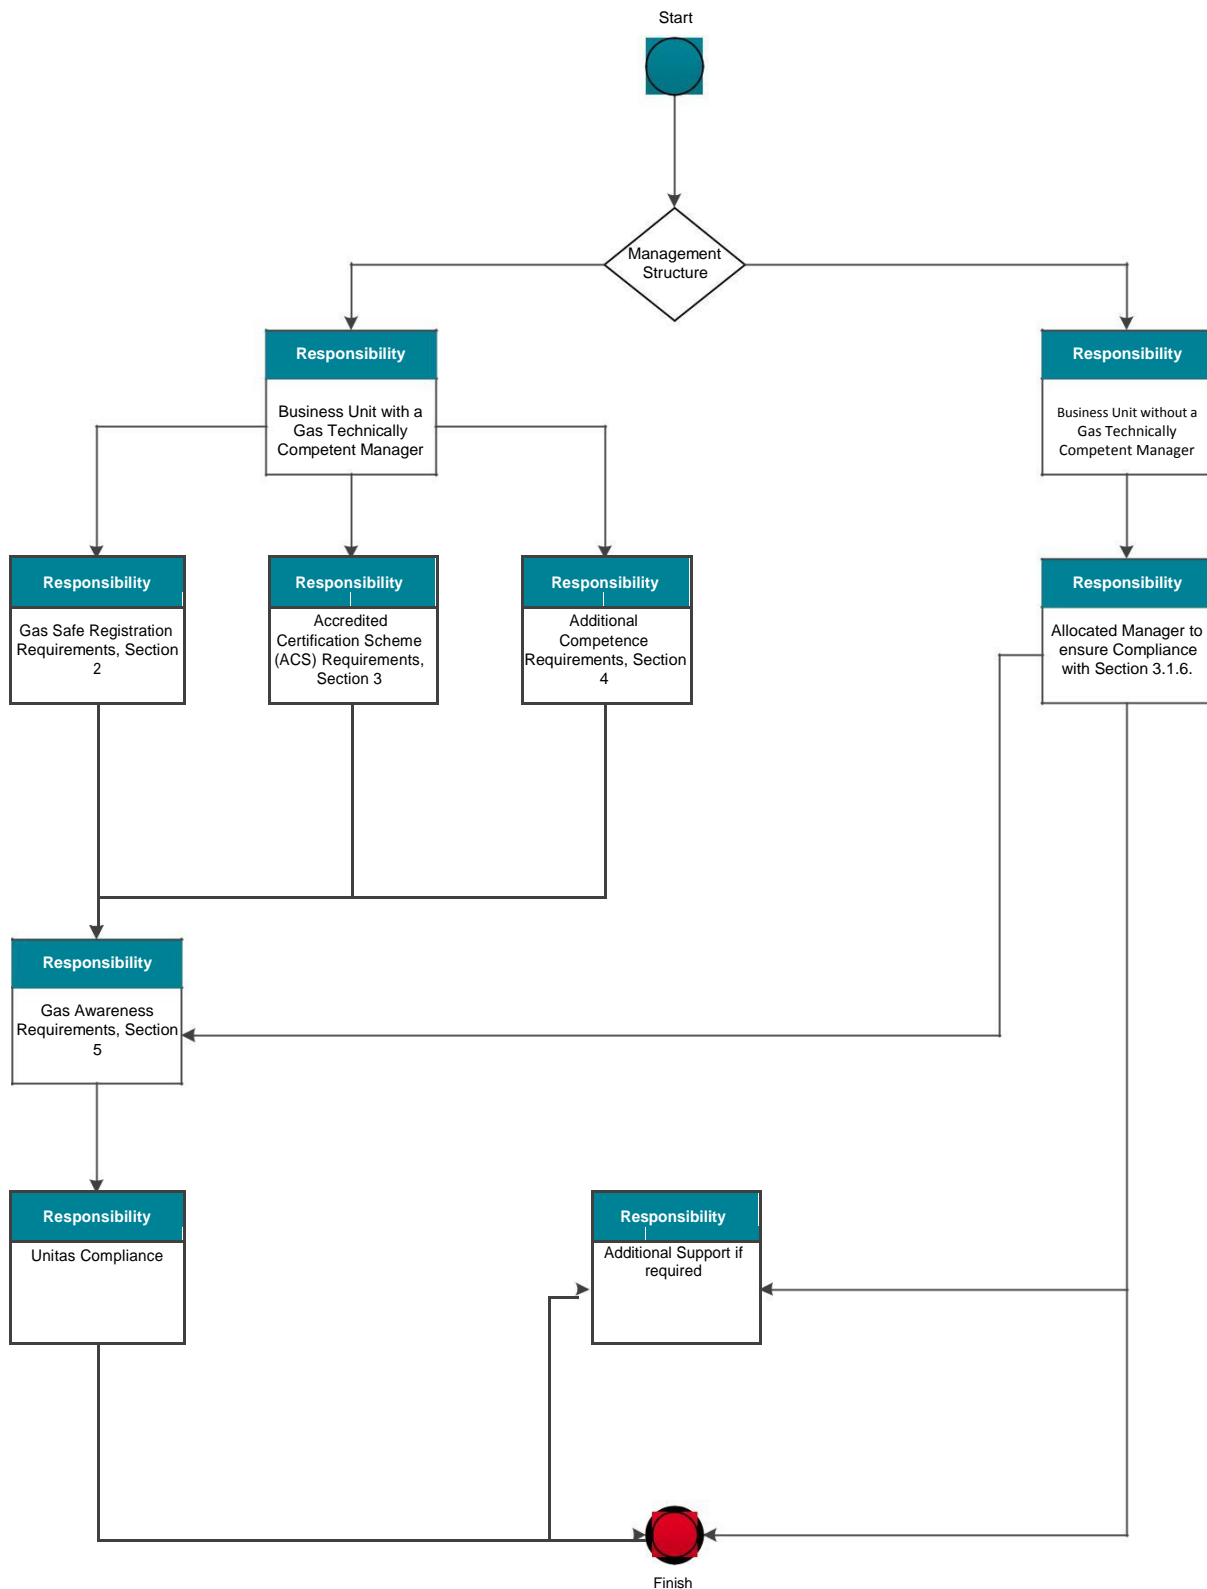 Start
Management
Structure
Responsibility
Business Unit with a
Gas Technically
Competent Manager
Responsibility
Business Unit without a
Gas Technically
Competent Manager
Responsibility
Gas Safe Registration
Requirements, Section
2
Responsibility
Accredited
Certification Scheme
(ACS) Requirements,
Section 3
Responsibility
Additional
Competence
Requirements, Section
4
Responsibility
Allocated Manager to
ensure Compliance
with Section 3.1.6.
Responsibility
Gas Awareness
Requirements, Section
5
Responsibility
Unitas Compliance
Responsibility
Additional Support if
required
Finish